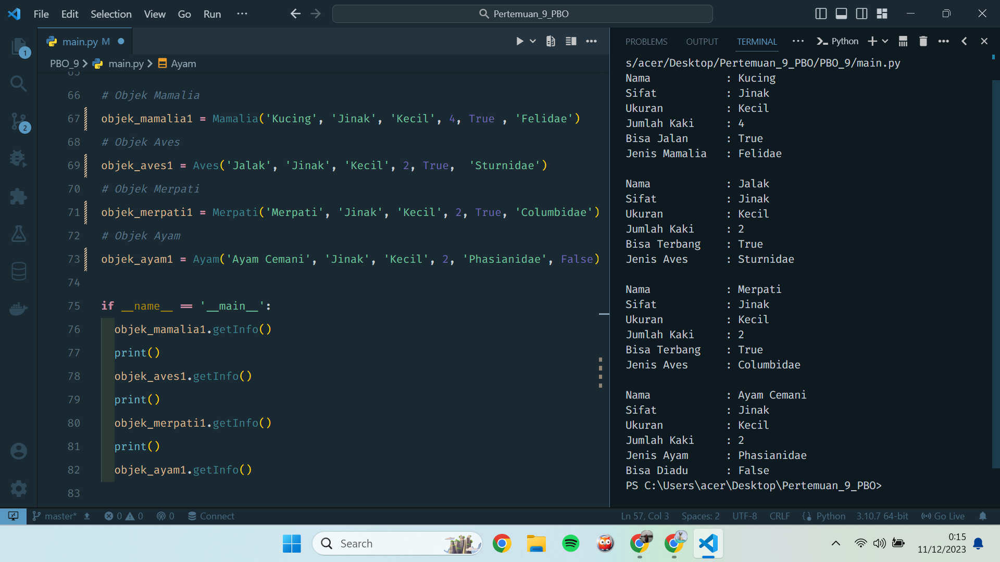 File Edit Selection View Go Run ···
Pertemuan_9_PBO
1
2
main.py M
PBO_9 > main.py > Ayam
65
66 # Objek Mamalia
67 objek_mamalia1 = Mamalia('Kucing', 'Jinak', 'Kecil', 4, True , 'Felidae')
68 # Objek Aves
69 objek_aves1 = Aves('Jalak', 'Jinak', 'Kecil', 2, True,  'Sturnidae')
70 # Objek Merpati
71 objek_merpati1 = Merpati('Merpati', 'Jinak', 'Kecil', 2, True, 'Columbidae')
72 # Objek Ayam
73 objek_ayam1 = Ayam('Ayam Cemani', 'Jinak', 'Kecil', 2, 'Phasianidae', False)
74
75 if __name__ == '__main__':
76 objek_mamalia1.getInfo()
77 print()
78 objek_aves1.getInfo()
79 print()
80 objek_merpati1.getInfo()
81 print()
82 objek_ayam1.getInfo()
83
PROBLEMS OUTPUT TERMINAL ··· Python
s/acer/Desktop/Pertemuan_9_PBO/PBO_9/main.py
Nama : Kucing
Sifat : Jinak
Ukuran : Kecil
Jumlah Kaki : 4
Bisa Jalan : True
Jenis Mamalia : Felidae
Nama : Jalak
Sifat : Jinak
Ukuran : Kecil
Jumlah Kaki : 2
Bisa Terbang : True
Jenis Aves : Sturnidae
Nama : Merpati
Sifat : Jinak
Ukuran : Kecil
Jumlah Kaki : 2
Bisa Terbang : True
Jenis Aves : Columbidae
Nama : Ayam Cemani
Sifat : Jinak
Ukuran : Kecil
Jumlah Kaki : 2
Jenis Ayam : Phasianidae
Bisa Diadu : False
PS C:\Users\acer\Desktop\Pertemuan_9_PBO>
master* 0 0 0 Connect Ln 57, Col 3 Spaces: 2 UTF-8 CRLF Python 3.10.7 64-bit Go Live
Search
0:15
11/12/2023